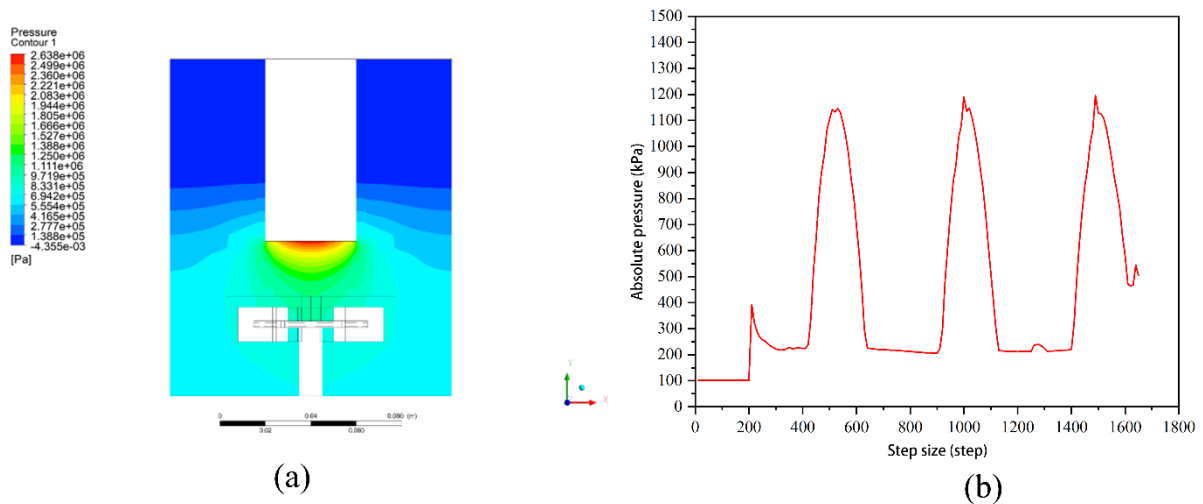 Pressure
Contour 1
2.638e+06
2.499e+06
2.360e+06
2.221e+06
2.083e+06
1.944e+06
1.805e+06
1.666e+06
1.527e+06
1.388e+06
1.250e+06
1.111e+06
9.719e+05
8.331e+05
6.942e+05
5.554e+05
4.165e+05
2.777e+05
1.388e+05
-4.355e-03
[Pa]
0 0.04 0.080 (m)
0.02 0.060
Y
X
(a)
1500
1400
1300
1200
1100
1000
900
800
700
600
500
400
300
200
100
0
Absolute pressure (kPa)
0 200 400 600 800 1000 1200 1400 1600 1800
Step size (step)
(b)